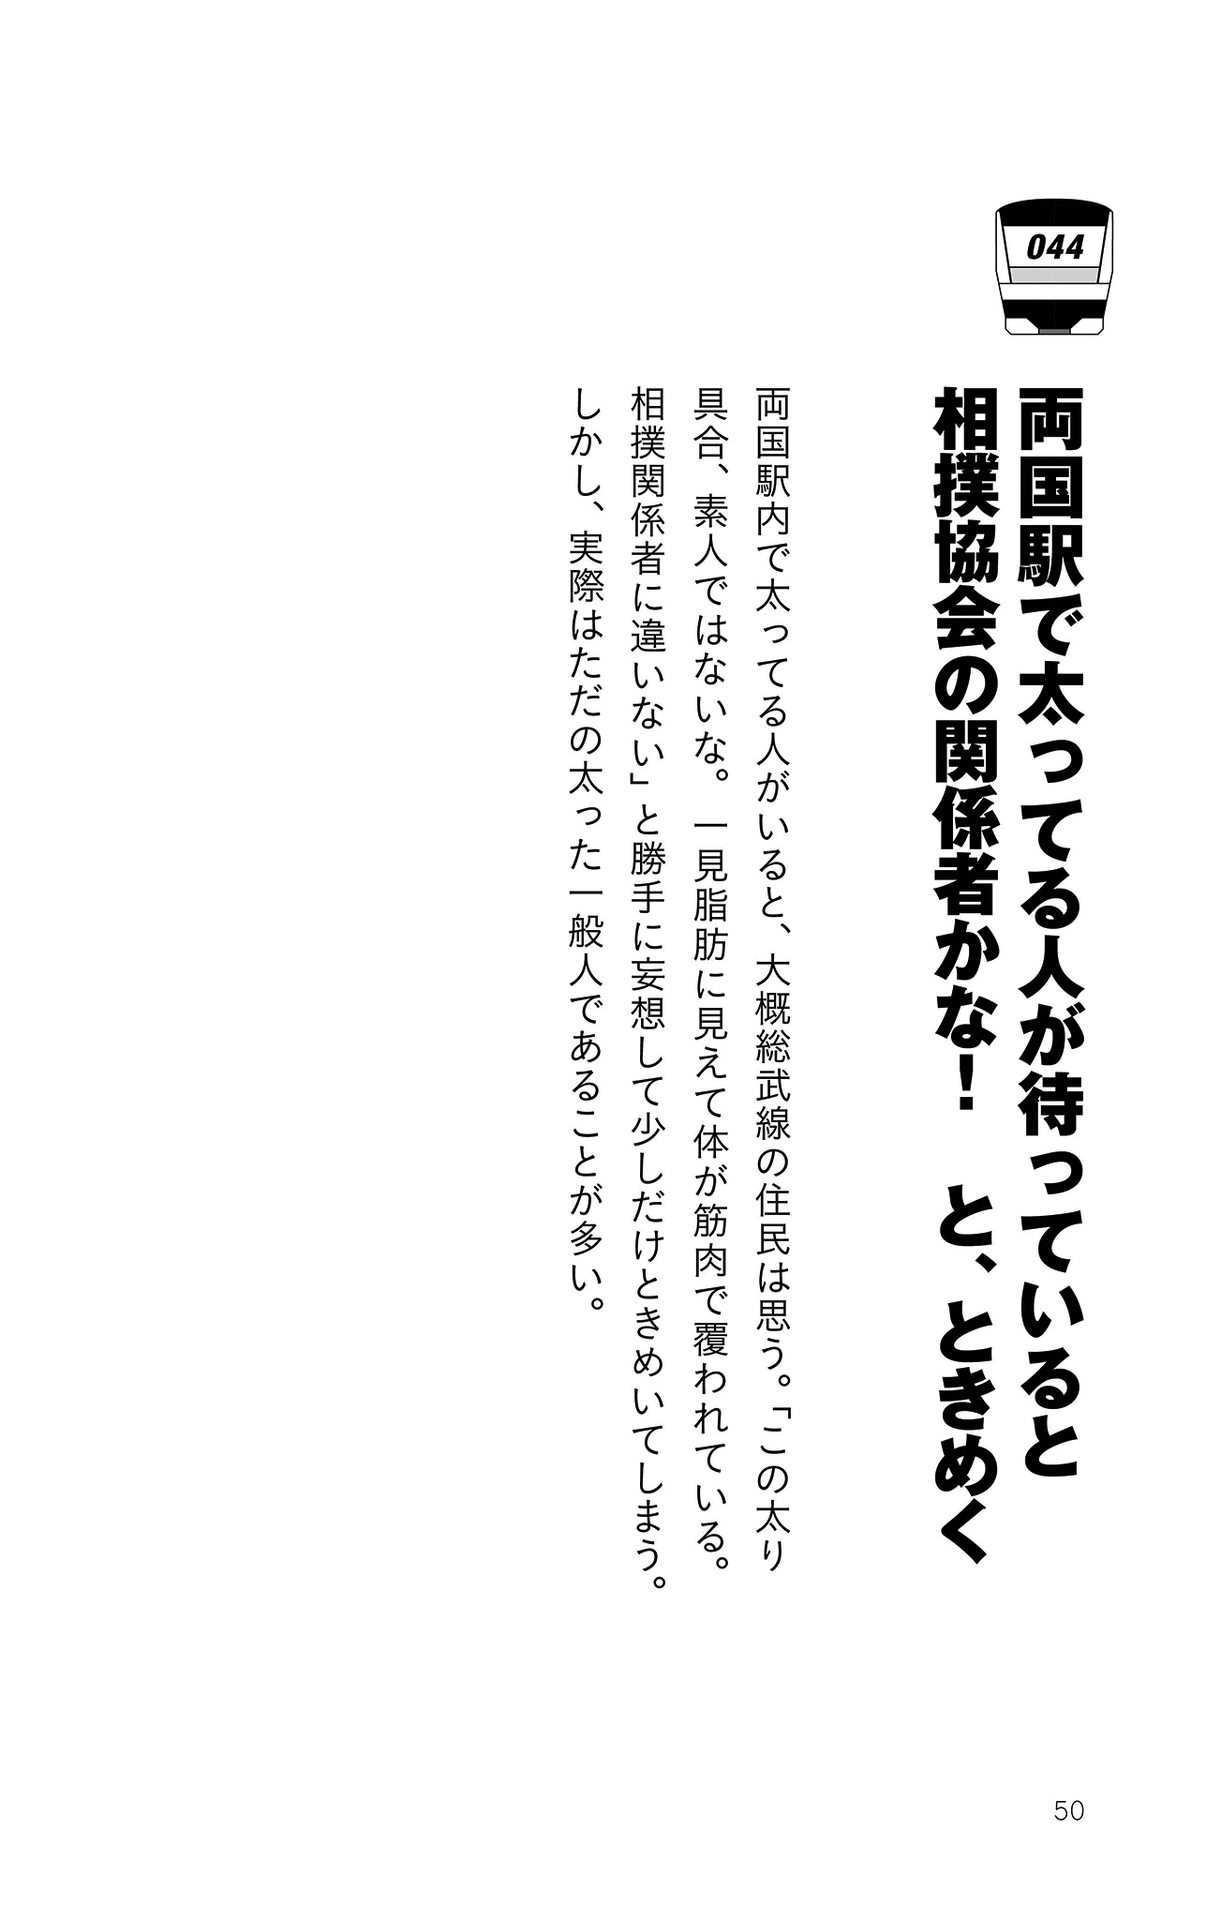 044
両国駅で太ってる人が待っていると
相撲協会の関係者かな！　と、ときめく
両国駅内で太ってる人がいると、大概総武線の住民は思う。「この太り
具合、素人ではないな。一見脂肪に見えて体が筋肉で覆われている。
相撲関係者に違いない」と勝手に妄想して少しだけときめいてしまう。
しかし、実際はただの太った一般人であることが多い。
50